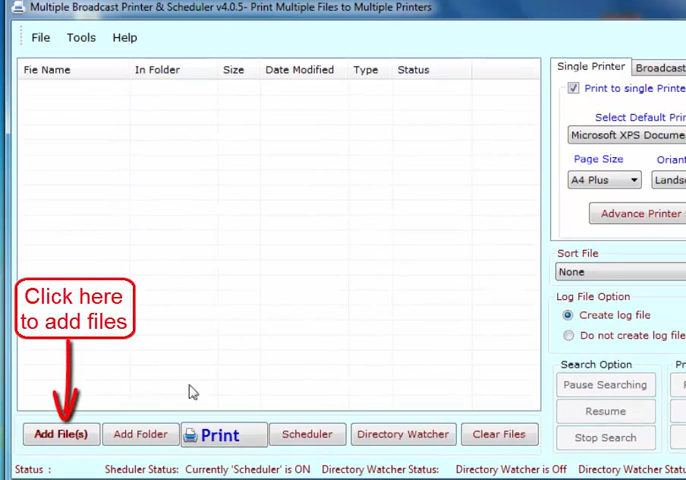 Multiple Broadcast Printer & Scheduler v4.0.5- Print Multiple Files to Multiple Printers
File Tools Help
Fie Name In Folder Size Date Modified Type Status
Single Printer Broadcast
Print to single Printe
Select Default Prin
Microsoft XPS Docume
Page Size Oriant
A4 Plus Lands
Advance Printer
Sort File
None
Log File Option
Create log file
Do not create log file
Search Option
Pause Searching
Resume
Stop Search
Click here
to add files
Add File(s) Add Folder Print Scheduler Directory Watcher Clear Files
Status : Sheduler Status: Currently 'Scheduler' is ON Directory Watcher Status: Directory Watcher is Off Directory Watcher Status